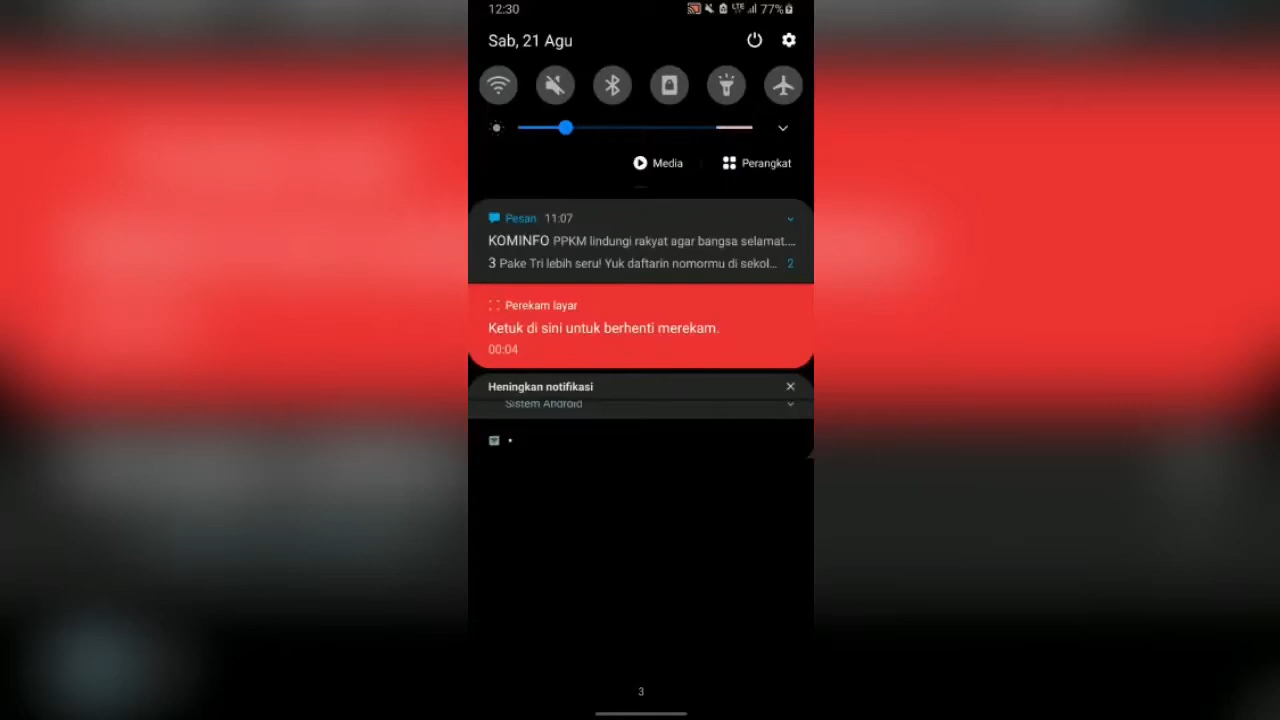 12:30 LTE 77%
Sab, 21 Agu
Media Perangkat
Pesan 11:07
KOMINFO PPKM lindungi rakyat agar bangsa selamat....
3 Pake Tri lebih seru! Yuk daftarin nomormu di sekol... 2
Perekam layar
Ketuk di sini untuk berhenti merekam.
00:04
Heningkan notifikasi
Sistem Android
3